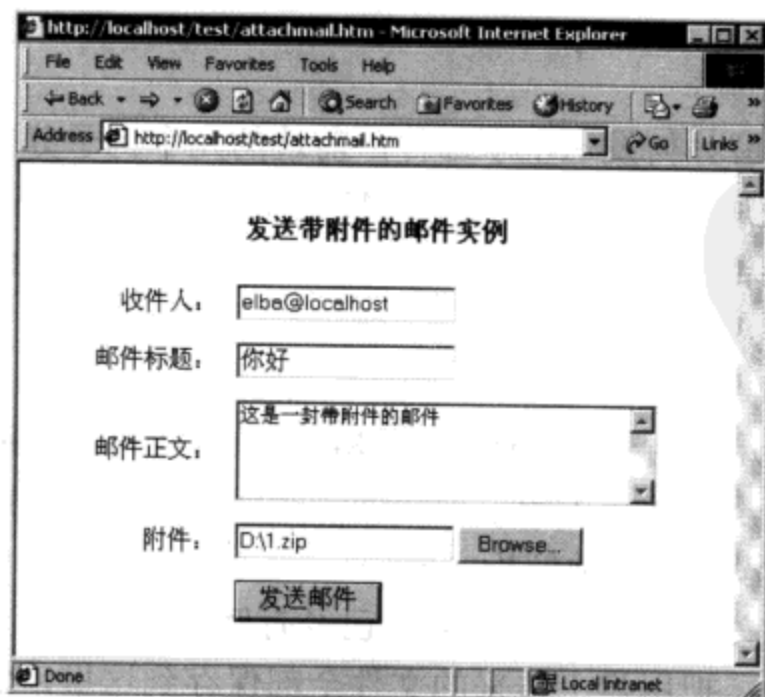 http://localhost/test/attachmail.htm - Microsoft Internet Explorer
File Edit View Favorites Tools Help
Back Search Favorites History »
Address http://localhost/test/attachmail.htm Go Links »
发送带附件的邮件实例
收件人： elba@localhost
邮件标题： 你好
这是一封带附件的邮件
邮件正文：
附件： D:\1.zip Browse...
发送邮件
Done Local intranet